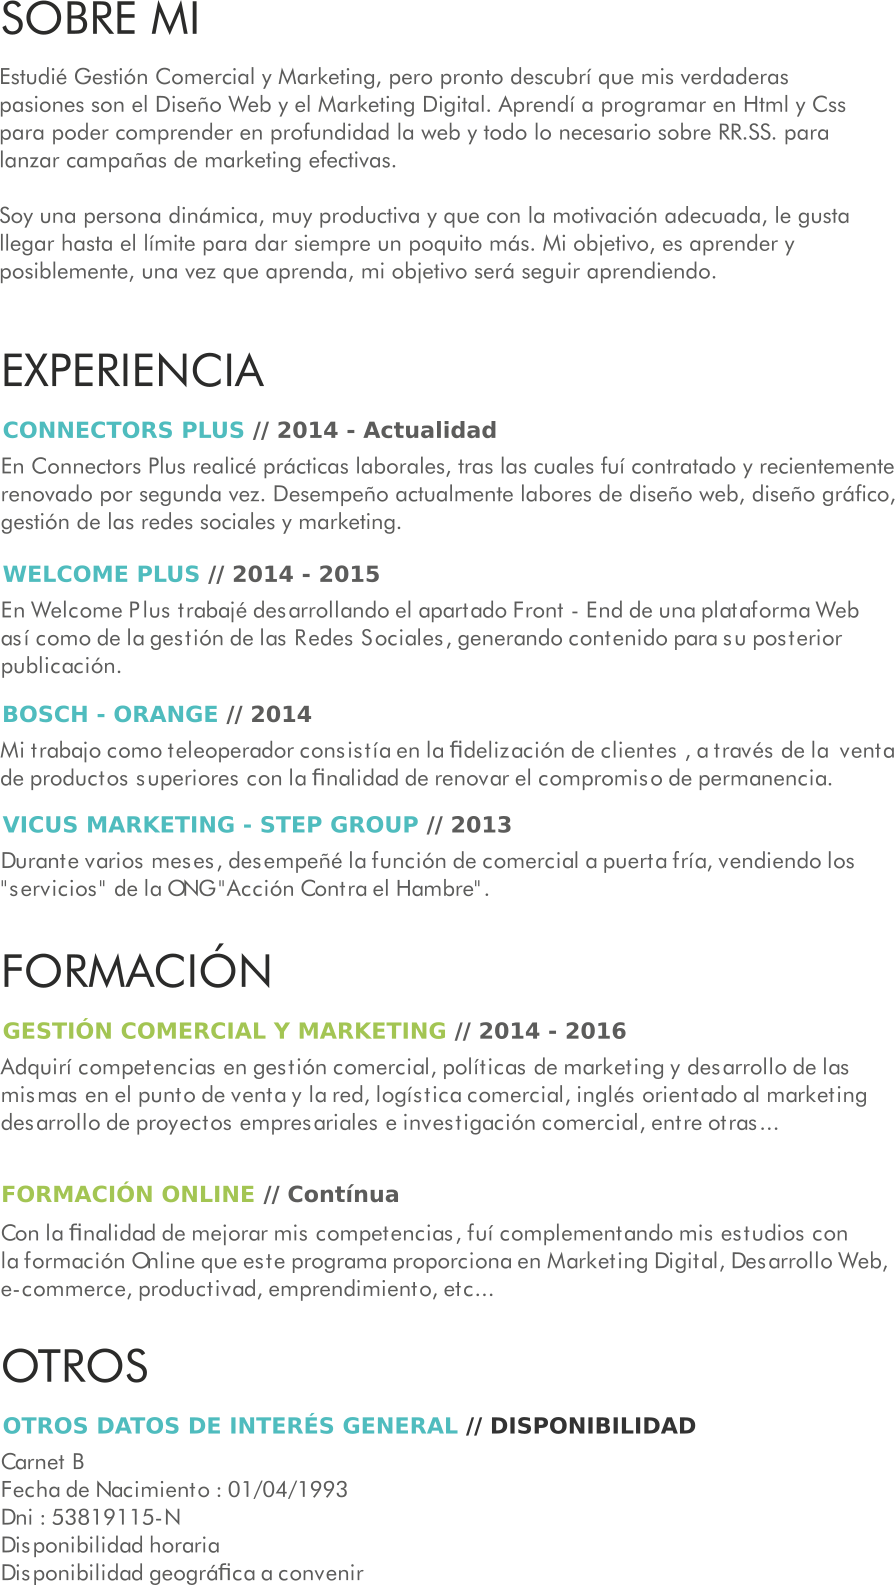 SOBRE MI
Estudié Gestión Comercial y Marketing, pero pronto descubrí que mis verdaderas
pasiones son el Diseño Web y el Marketing Digital. Aprendí a programar en Html y Css
para poder comprender en profundidad la web y todo lo necesario sobre RR.SS. para
lanzar campañas de marketing efectivas.
Soy una persona dinámica, muy productiva y que con la motivación adecuada, le gusta
llegar hasta el límite para dar siempre un poquito más. Mi objetivo, es aprender y
posiblemente, una vez que aprenda, mi objetivo será seguir aprendiendo.
EXPERIENCIA
CONNECTORS PLUS // 2014 - Actualidad
En Connectors Plus realicé prácticas laborales, tras las cuales fuí contratado y recientemente
renovado por segunda vez. Desempeño actualmente labores de diseño web, diseño gráfico,
gestión de las redes sociales y marketing.
WELCOME PLUS // 2014 - 2015
En Welcome Plus trabajé desarrollando el apartado Front - End de una plataforma Web
así como de la gestión de las Redes Sociales, generando contenido para su posterior
publicación.
BOSCH - ORANGE // 2014
Mi trabajo como teleoperador consistía en la fidelización de clientes , a través de la venta
de productos superiores con la finalidad de renovar el compromiso de permanencia.
VICUS MARKETING - STEP GROUP // 2013
Durante varios meses, desempeñé la función de comercial a puerta fría, vendiendo los
"servicios" de la ONG "Acción Contra el Hambre".
FORMACIÓN
GESTIÓN COMERCIAL Y MARKETING // 2014 - 2016
Adquirí competencias en gestión comercial, políticas de marketing y desarrollo de las
mismas en el punto de venta y la red, logística comercial, inglés orientado al marketing
desarrollo de proyectos empresariales e investigación comercial, entre otras...
FORMACIÓN ONLINE // Contínua
Con la finalidad de mejorar mis competencias, fuí complementando mis estudios con
la formación Online que este programa proporciona en Marketing Digital, Desarrollo Web,
e-commerce, productivad, emprendimiento, etc...
OTROS
OTROS DATOS DE INTERÉS GENERAL // DISPONIBILIDAD
Carnet B
Fecha de Nacimiento : 01/04/1993
Dni : 53819115-N
Disponibilidad horaria
Disponibilidad geográfica a convenir